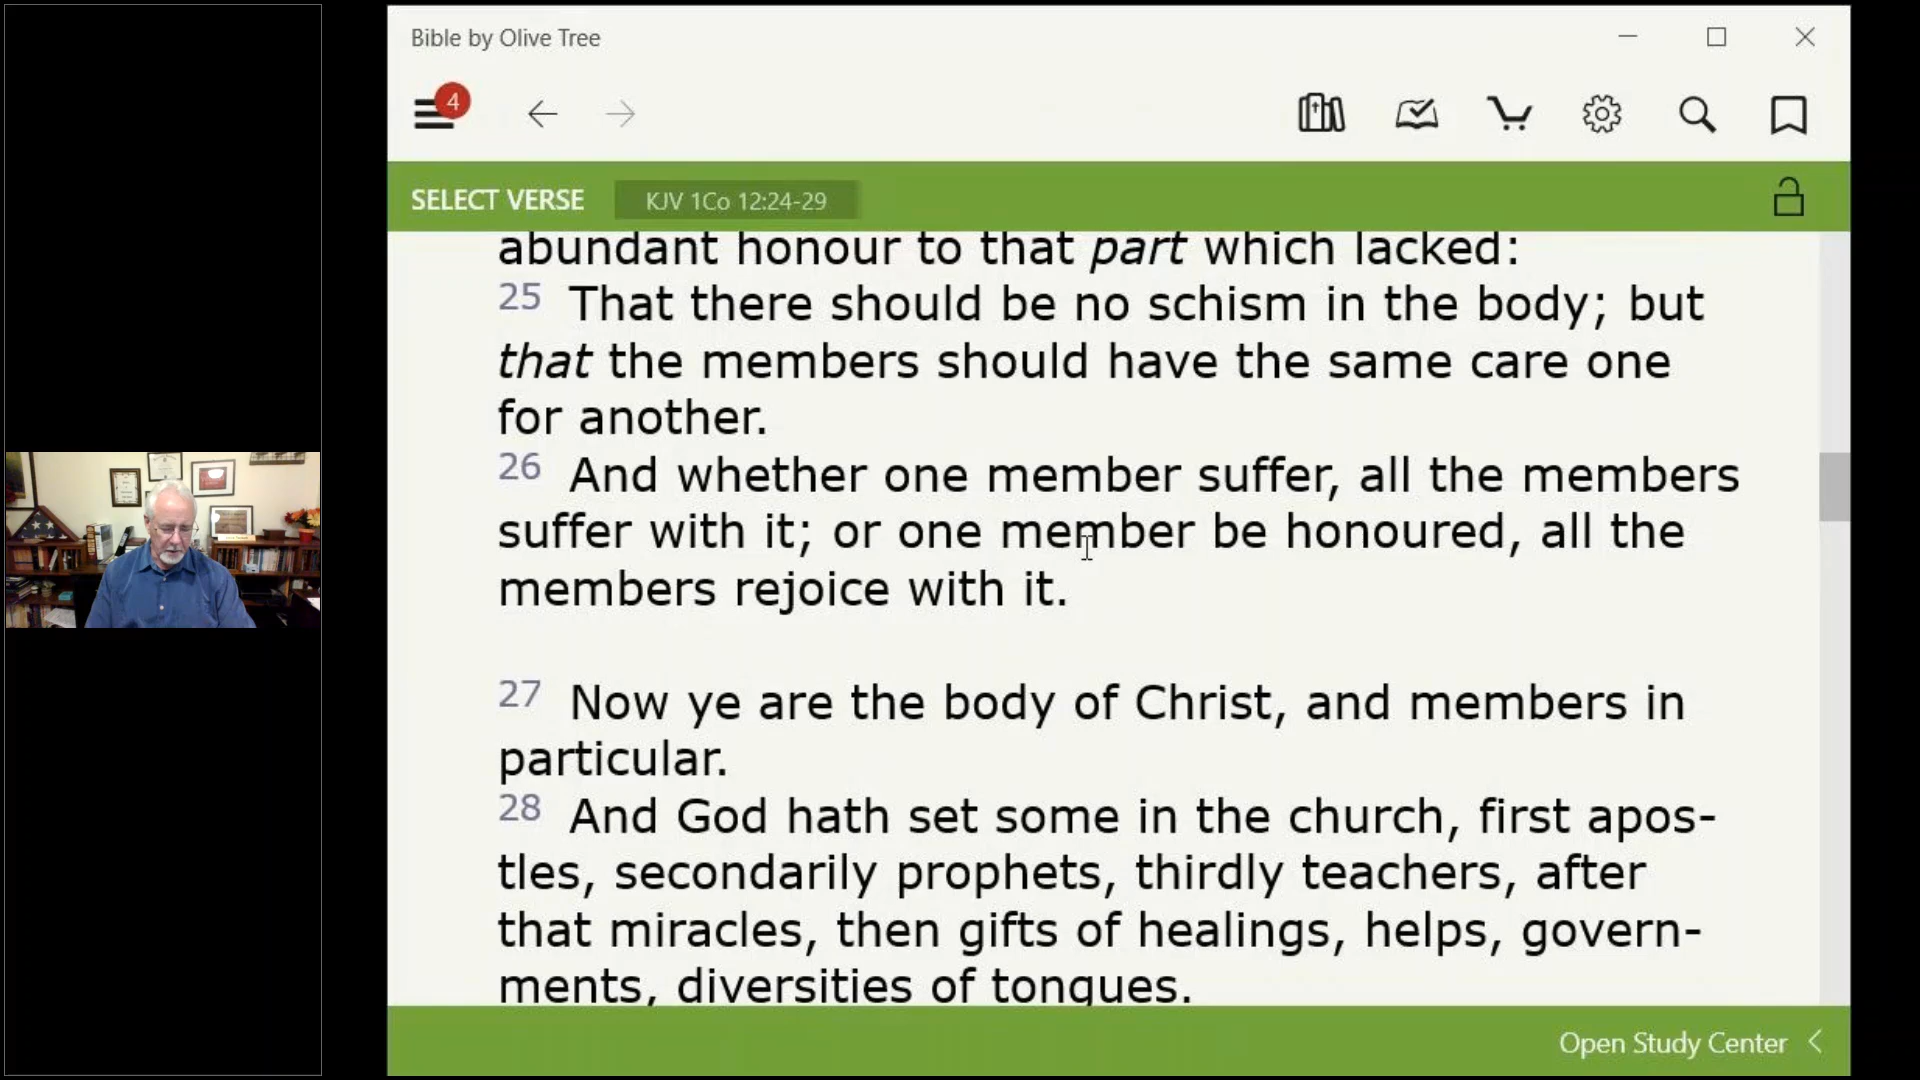 Bible by Olive Tree
4
SELECT VERSE KJV 1Co 12:24-29
abundant honour to that part which lacked:
25 That there should be no schism in the body; but
that the members should have the same care one
for another.
26 And whether one member suffer, all the members
suffer with it; or one member be honoured, all the
members rejoice with it.
27 Now ye are the body of Christ, and members in
particular.
28 And God hath set some in the church, first apos-
tles, secondarily prophets, thirdly teachers, after
that miracles, then gifts of healings, helps, govern-
ments, diversities of tongues.
Open Study Center